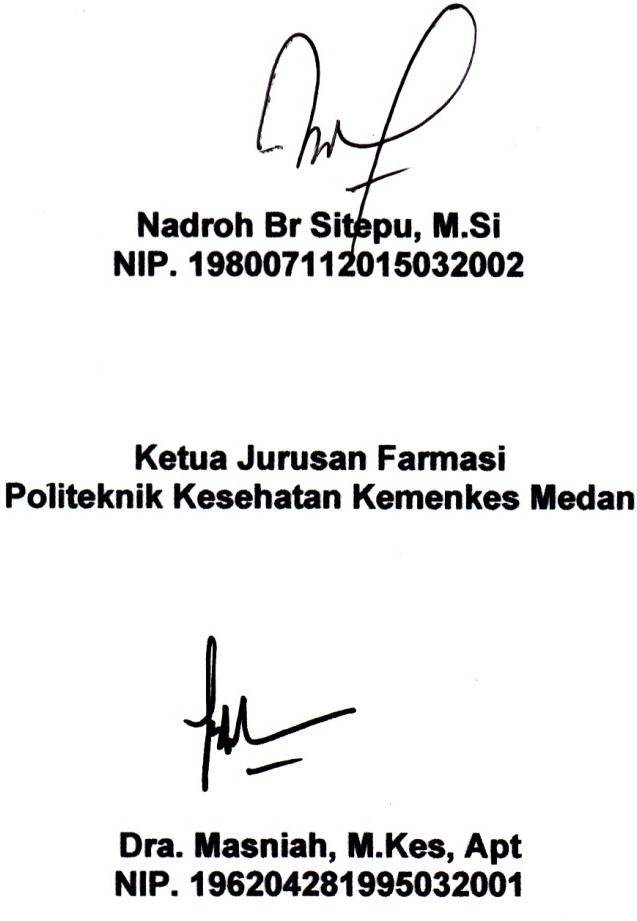 Nadroh Br Sitepu, M.Si
NIP. 198007112015032002
Ketua Jurusan Farmasi
Politeknik Kesehatan Kemenkes Medan
Dra. Masniah, M.Kes, Apt
NIP. 196204281995032001